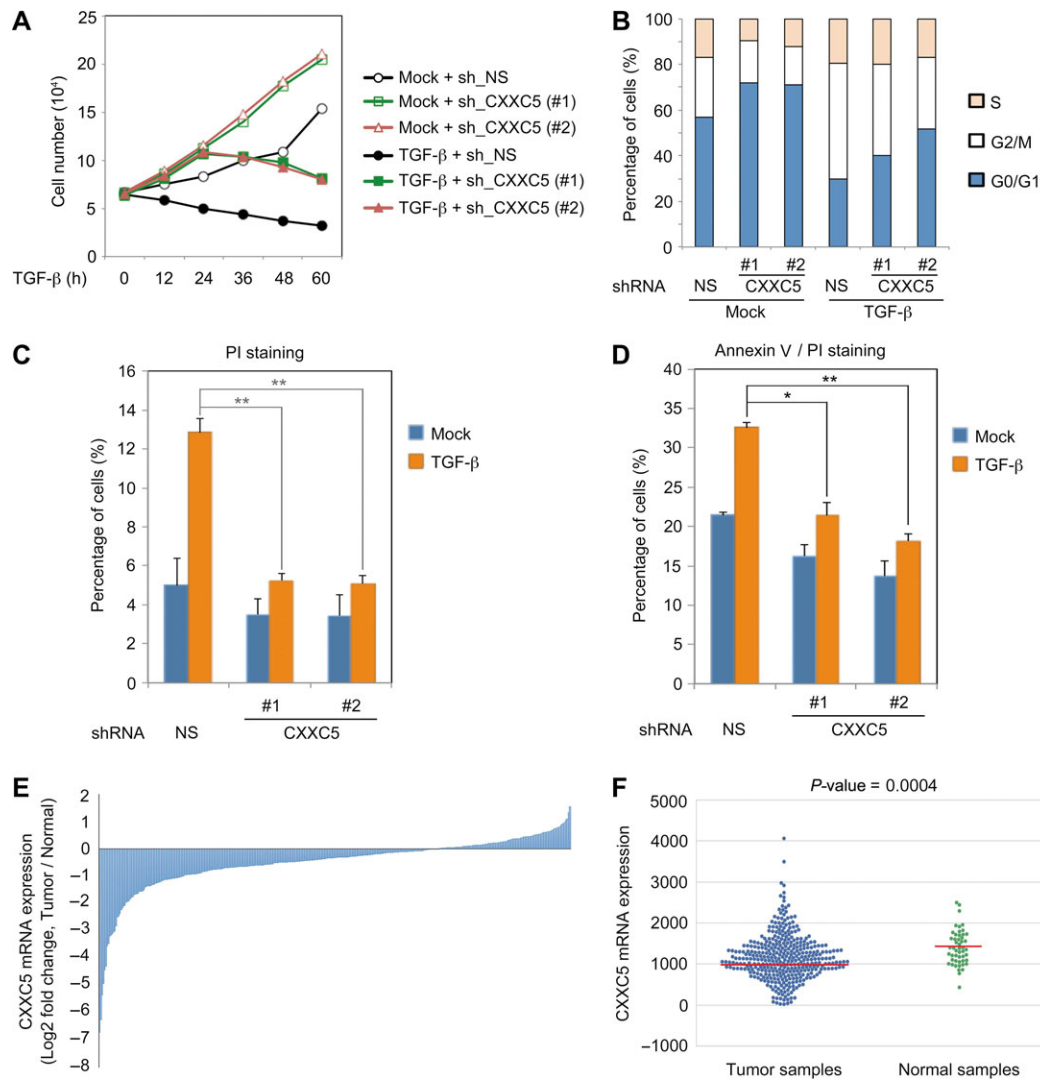 A
Cell number (10⁴)
25
20
15
10
5
0
TGF-β (h)
0 12 24 36 48 60
Mock + sh_NS
Mock + sh_CXXC5 (#1)
Mock + sh_CXXC5 (#2)
TGF-β + sh_NS
TGF-β + sh_CXXC5 (#1)
TGF-β + sh_CXXC5 (#2)
B
Percentage of cells (%)
100
80
60
40
20
0
S
G2/M
G0/G1
#1 #2 #1 #2
shRNA NS CXXC5 NS CXXC5
Mock TGF-β
C
PI staining
Percentage of cells (%)
16
14
12
10
8
6
4
2
0
**
**
Mock
TGF-β
#1 #2
shRNA NS CXXC5
D
Annexin V / PI staining
Percentage of cells (%)
40
35
30
25
20
15
10
5
0
**
*
Mock
TGF-β
#1 #2
shRNA NS CXXC5
E
CXXC5 mRNA expression
(Log2 fold change, Tumor / Normal)
2
1
0
−1
−2
−3
−4
−5
−6
−7
−8
F
P-value = 0.0004
CXXC5 mRNA expression
5000
4000
3000
2000
1000
0
−1000
Tumor samples Normal samples